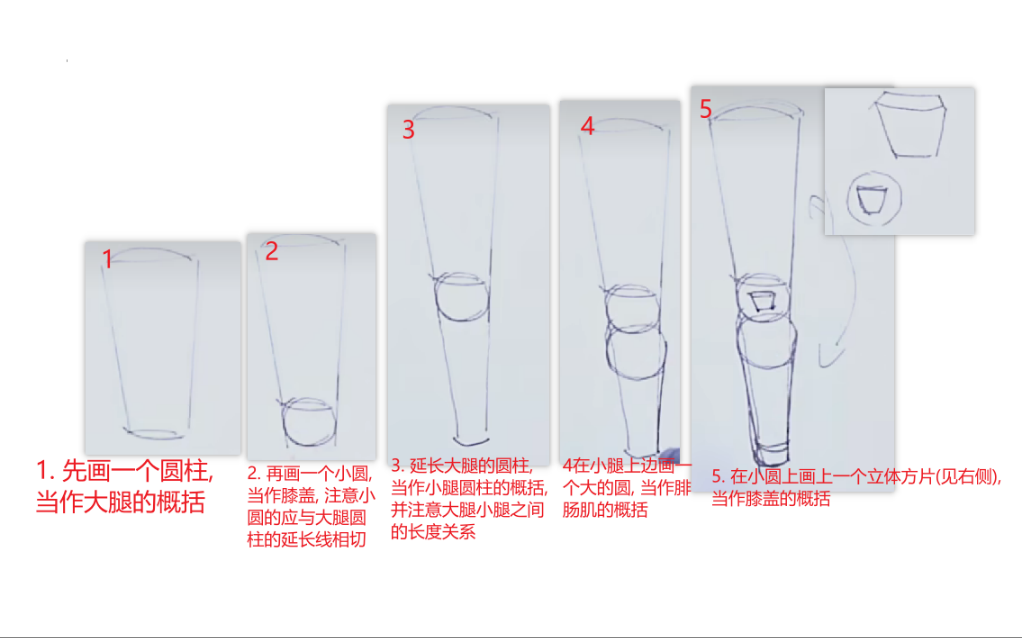 1
2
3
4
5
1. 先画一个圆柱,
当作大腿的概括
2. 再画一个小圆,
当作膝盖, 注意小
圆的应与大腿圆
柱的延长线相切
3. 延长大腿的圆柱,
当作小腿圆柱的概括,
并注意大腿小腿之间
的长度关系
4在小腿上边画一
个大的圆, 当作腓
肠肌的概括
5. 在小圆上画上一个立体方片(见右侧),
当作膝盖的概括